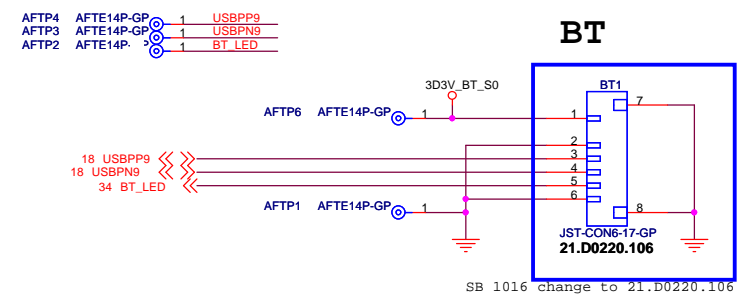 AFTP4 AFTE14P-GP 1 USBPP9
AFTP3 AFTE14P-GP 1 USBPN9
AFTP2 AFTE14P- P 1 BT_LED
BT
3D3V_BT_S0
BT1
AFTP6 AFTE14P-GP 1
1
7
2
18 USBPP9 3
18 USBPN9 4
34 BT_LED 5
6
AFTP1 AFTE14P-GP 1
8
JST-CON6-17-GP
21.D0220.106
SB 1016 change to 21.D0220.106